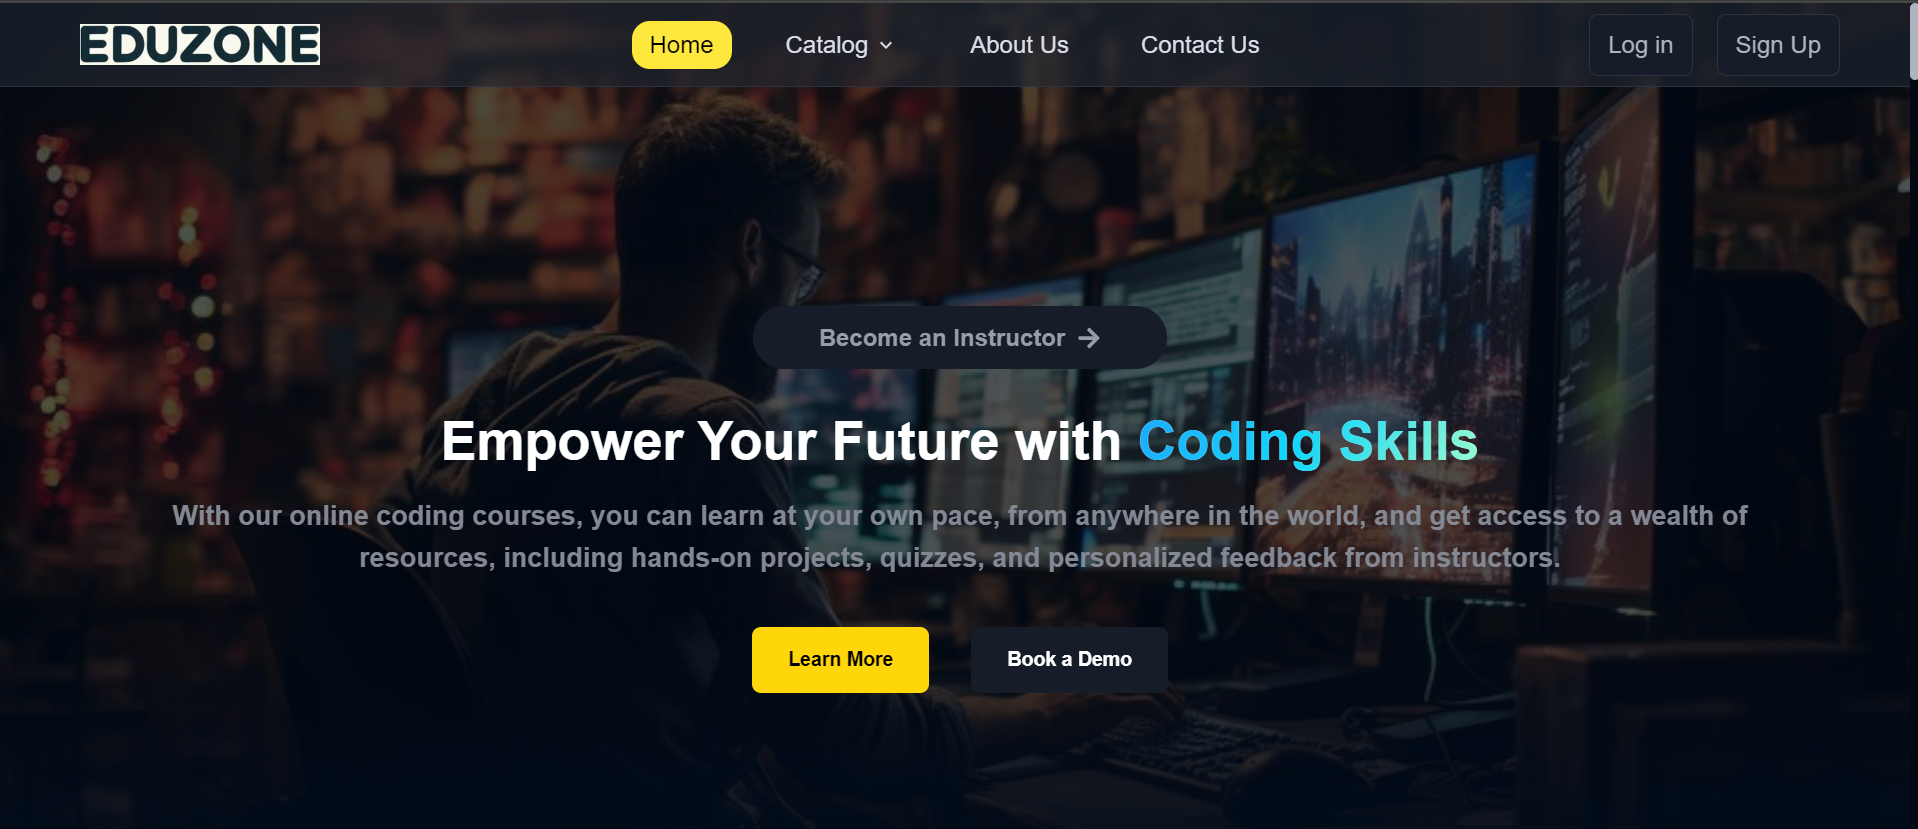 EDUZONE
Home
Catalog
About Us
Contact Us
Log in
Sign Up
Become an Instructor →
Empower Your Future with Coding Skills
With our online coding courses, you can learn at your own pace, from anywhere in the world, and get access to a wealth of
resources, including hands-on projects, quizzes, and personalized feedback from instructors.
Learn More
Book a Demo